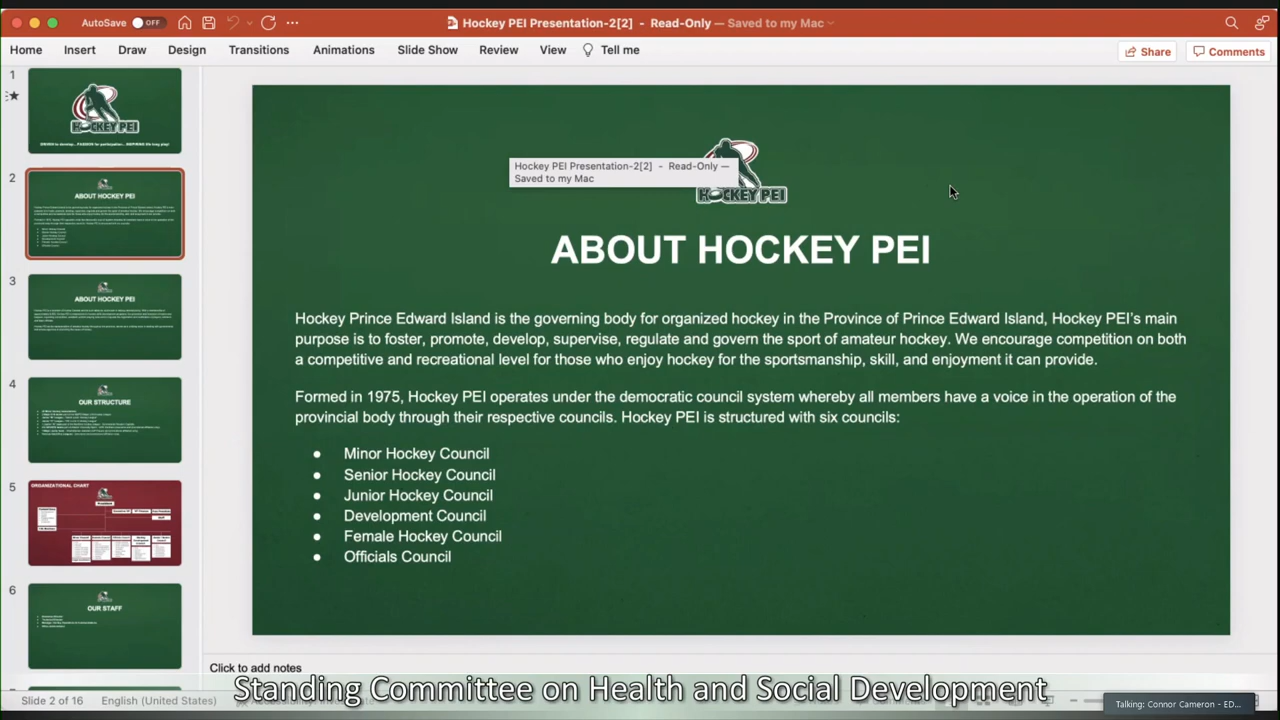 AutoSave OFF
Hockey PEI Presentation-2[2] - Read-Only — Saved to my Mac
Home Insert Draw Design Transitions Animations Slide Show Review View Tell me
Share Comments
1
HOCKEY PEI
2
ABOUT HOCKEY PEI
3
ABOUT HOCKEY PEI
4
OUR STRUCTURE
5
ORGANIZATIONAL CHART
6
OUR STAFF
Hockey PEI Presentation-2[2] - Read-Only —
Saved to my Mac
HOCKEY PEI
ABOUT HOCKEY PEI
Hockey Prince Edward Island is the governing body for organized hockey in the Province of Prince Edward Island, Hockey PEI's main
purpose is to foster, promote, develop, supervise, regulate and govern the sport of amateur hockey. We encourage competition on both
a competitive and recreational level for those who enjoy hockey for the sportsmanship, skill, and enjoyment it can provide.
Formed in 1975, Hockey PEI operates under the democratic council system whereby all members have a voice in the operation of the
provincial body through their respective councils. Hockey PEI is structured with six councils:
● Minor Hockey Council
● Senior Hockey Council
● Junior Hockey Council
● Development Council
● Female Hockey Council
● Officials Council
Click to add notes
Slide 2 of 16 English (United States)
Standing Committee on Health and Social Development
Talking: Connor Cameron - ED...